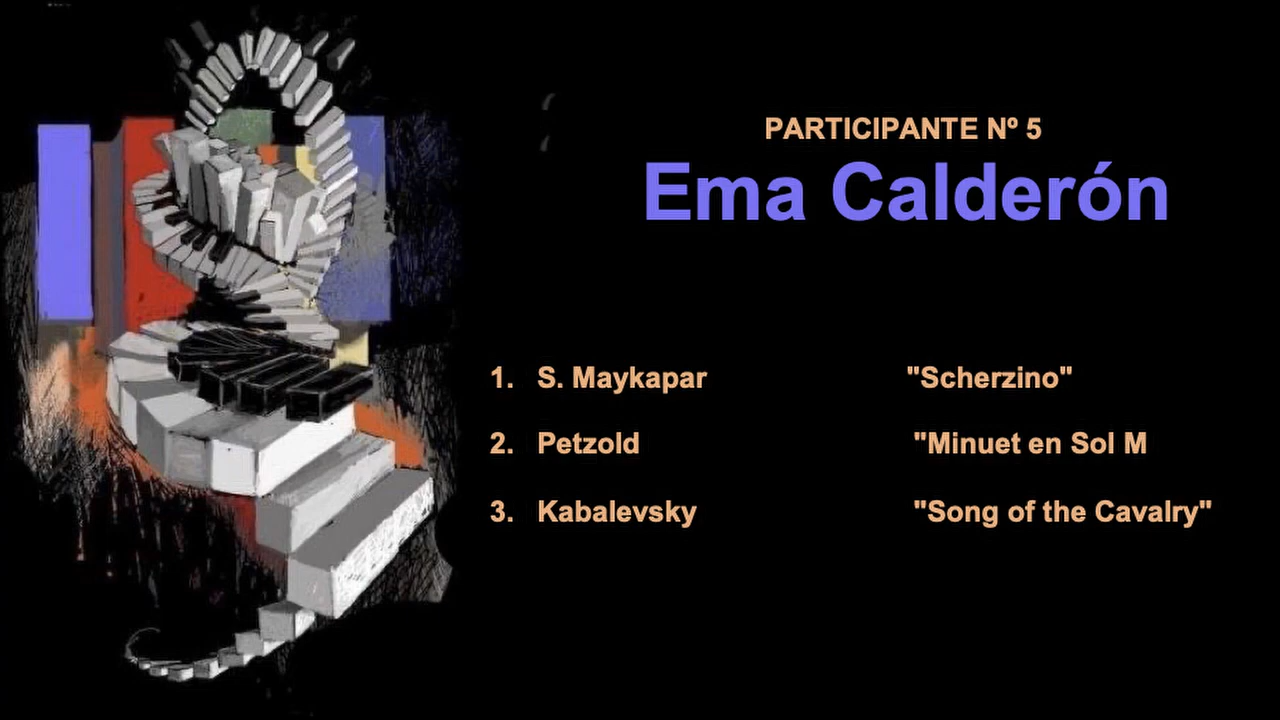 PARTICIPANTE Nº 5
Ema Calderón
1. S. Maykapar "Scherzino"
2. Petzold "Minuet en Sol M
3. Kabalevsky "Song of the Cavalry"